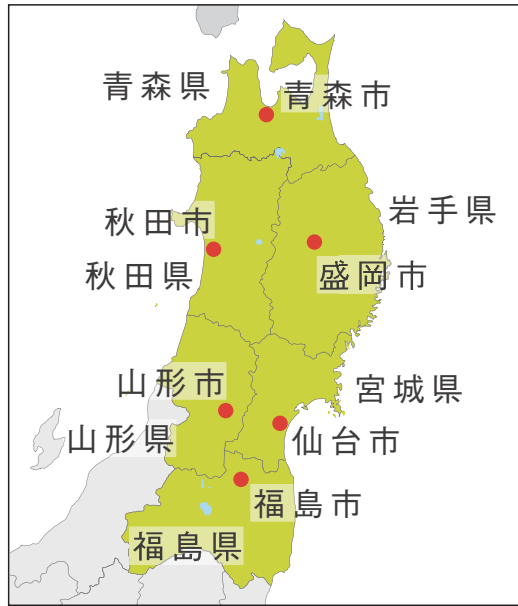 青森県
青森市
岩手県
秋田市
秋田県
盛岡市
山形市
宮城県
山形県
仙台市
福島市
福島県